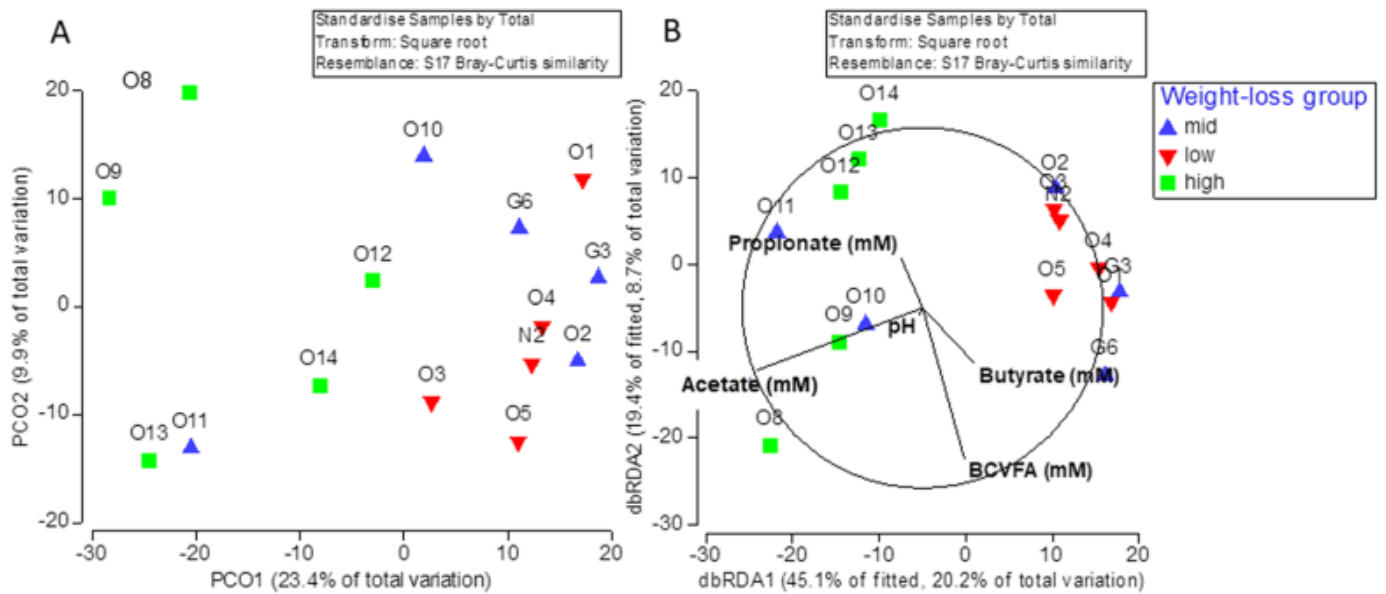 A
Standardise Samples by Total
Transform: Square root
Resemblance: S17 Bray-Curtis similarity
PCO2 (9.9% of total variation)
20
10
0
-10
-20
O8
O9
O10
O1
G6
G3
O12
O4
N2
O2
O14
O3
O5
O13
O11
-30
-20
-10
0
10
20
PCO1 (23.4% of total variation)
B
Standardise Samples by Total
Transform: Square root
Resemblance: S17 Bray-Curtis similarity
dbRDA2 (19.4% of fitted, 8.7% of total variation)
20
10
0
-10
-20
-30
O14
O13
O12
O2
O3
N2
O11
Propionate (mM)
O4
G3
O5
O10
O9
pH
G6
Acetate (mM)
Butyrate (mM)
O8
BCVFA (mM)
-30
-20
-10
0
10
20
dbRDA1 (45.1% of fitted, 20.2% of total variation)
Weight-loss group
mid
low
high